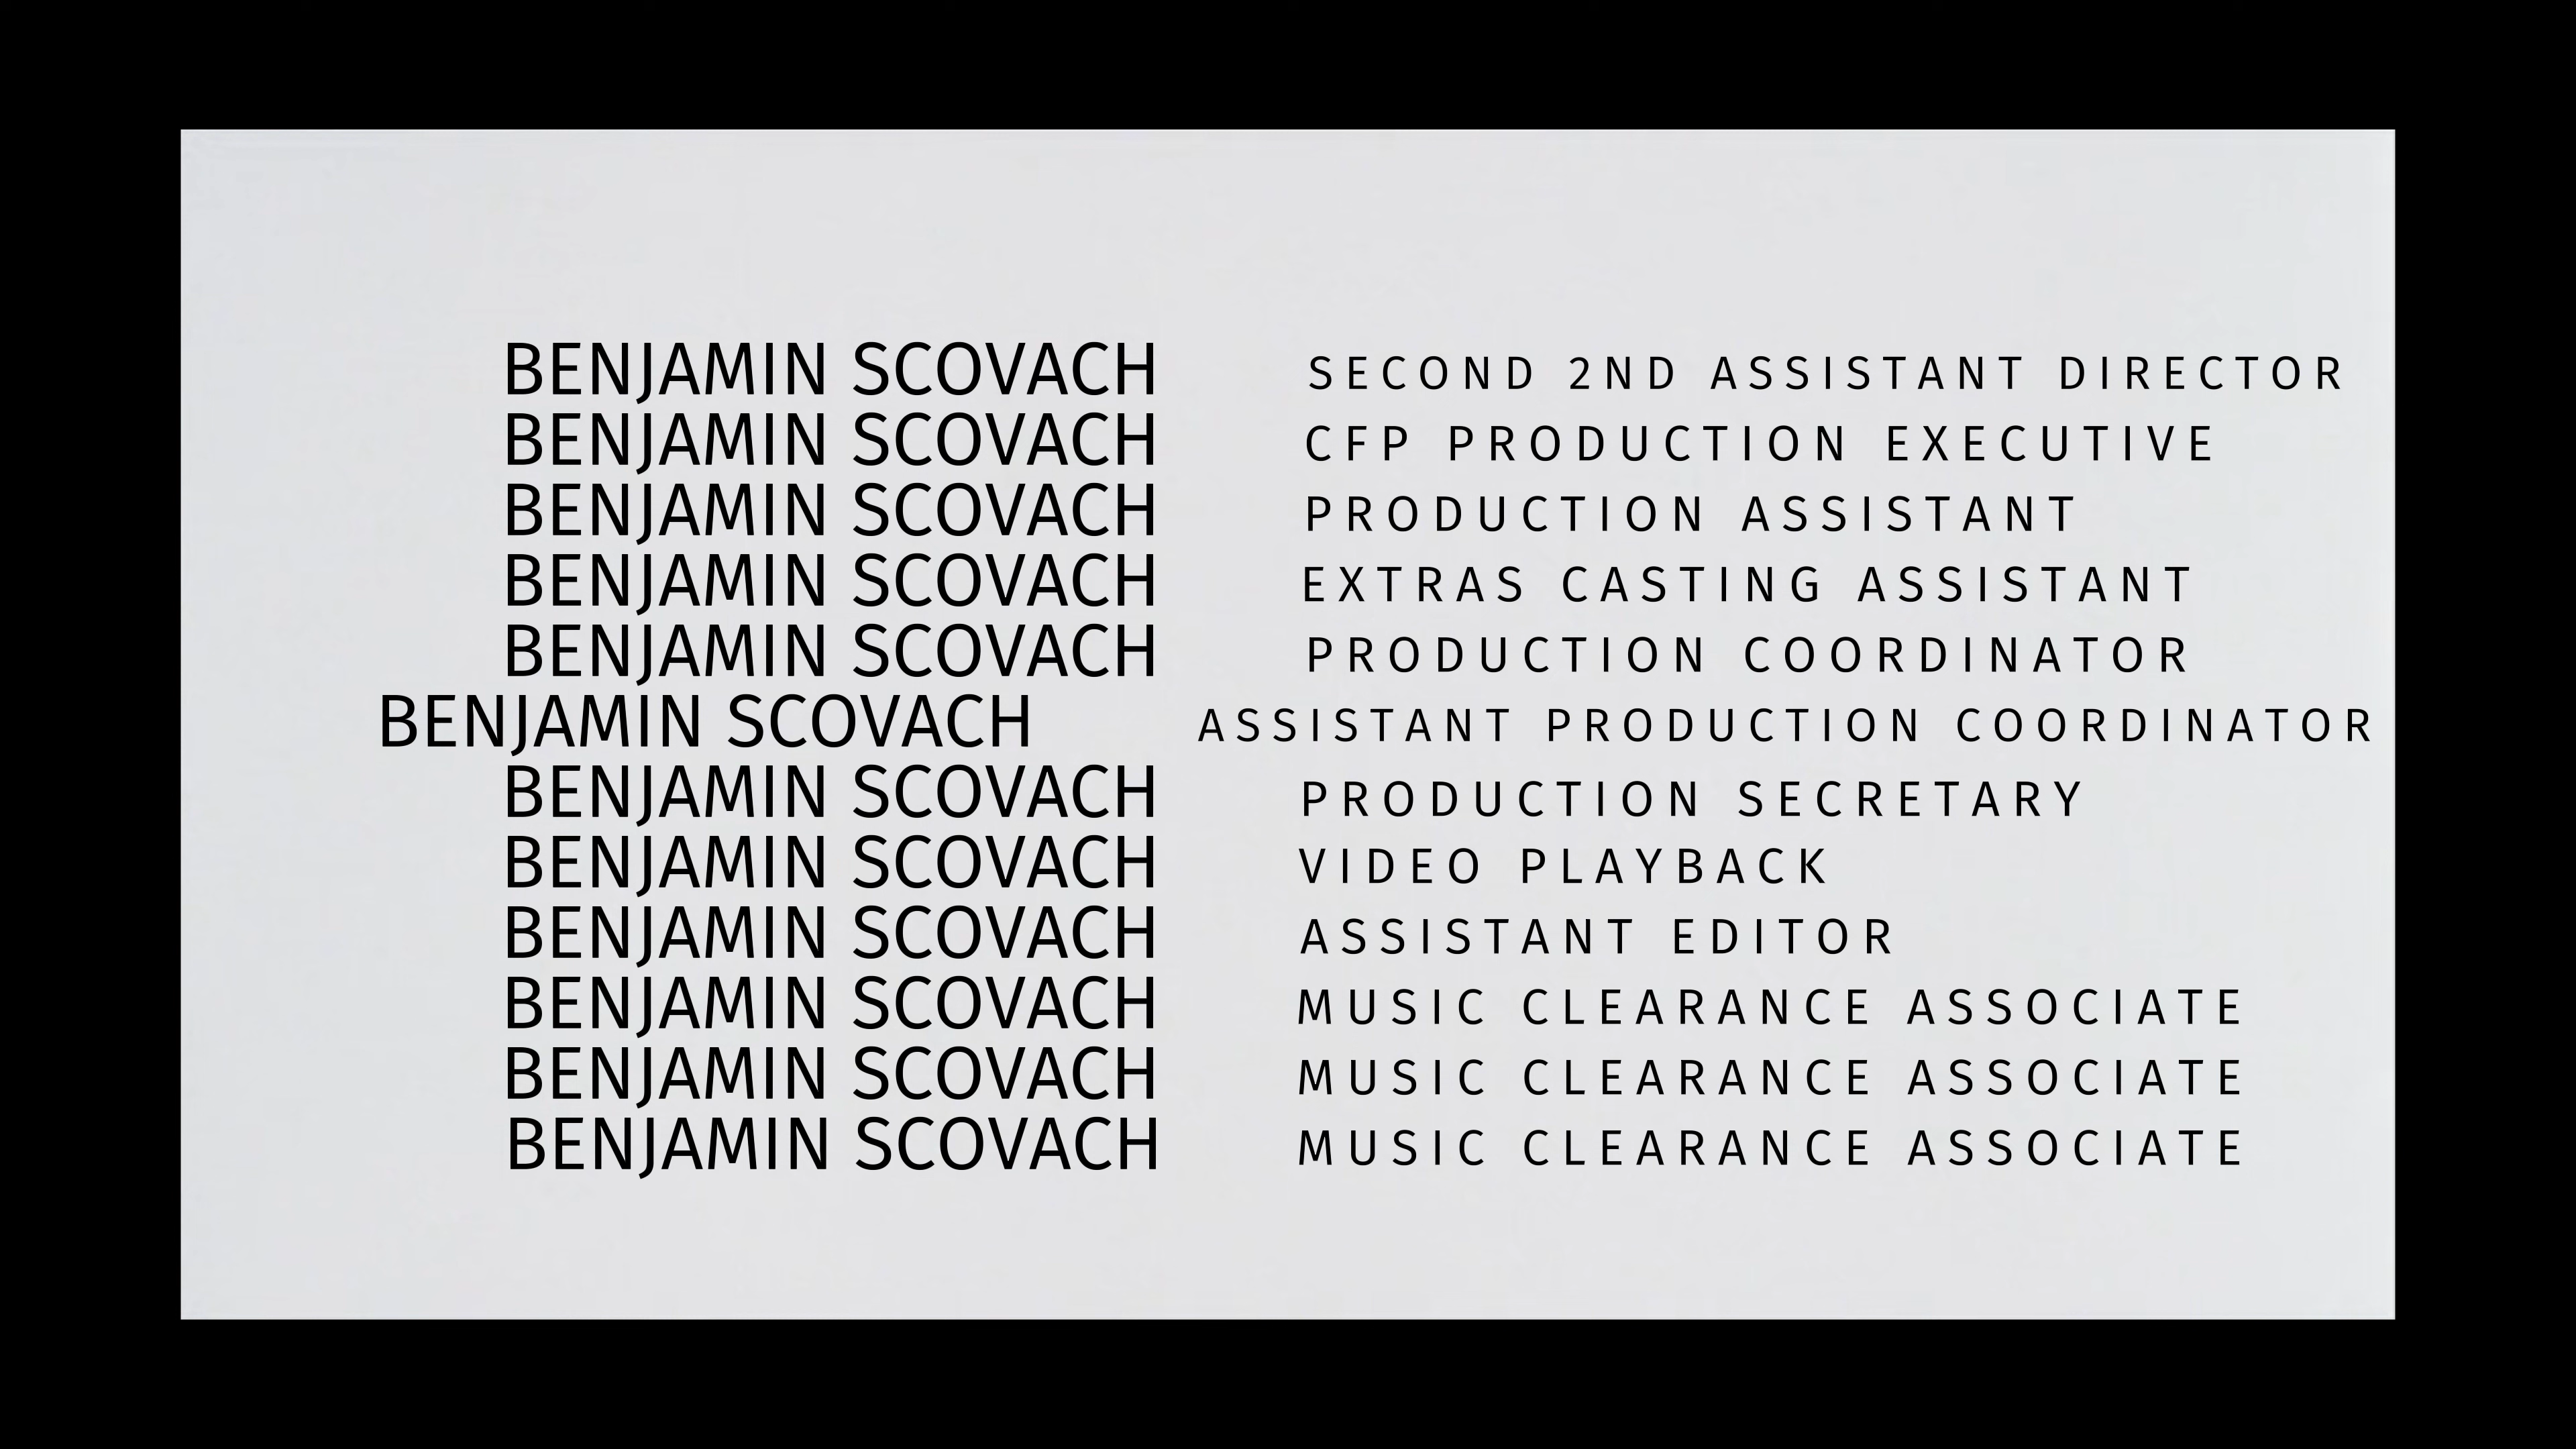 BENJAMIN SCOVACH SECOND 2ND ASSISTANT DIRECTOR
BENJAMIN SCOVACH CFP PRODUCTION EXECUTIVE
BENJAMIN SCOVACH PRODUCTION ASSISTANT
BENJAMIN SCOVACH EXTRAS CASTING ASSISTANT
BENJAMIN SCOVACH PRODUCTION COORDINATOR
BENJAMIN SCOVACH ASSISTANT PRODUCTION COORDINATOR
BENJAMIN SCOVACH PRODUCTION SECRETARY
BENJAMIN SCOVACH VIDEO PLAYBACK
BENJAMIN SCOVACH ASSISTANT EDITOR
BENJAMIN SCOVACH MUSIC CLEARANCE ASSOCIATE
BENJAMIN SCOVACH MUSIC CLEARANCE ASSOCIATE
BENJAMIN SCOVACH MUSIC CLEARANCE ASSOCIATE